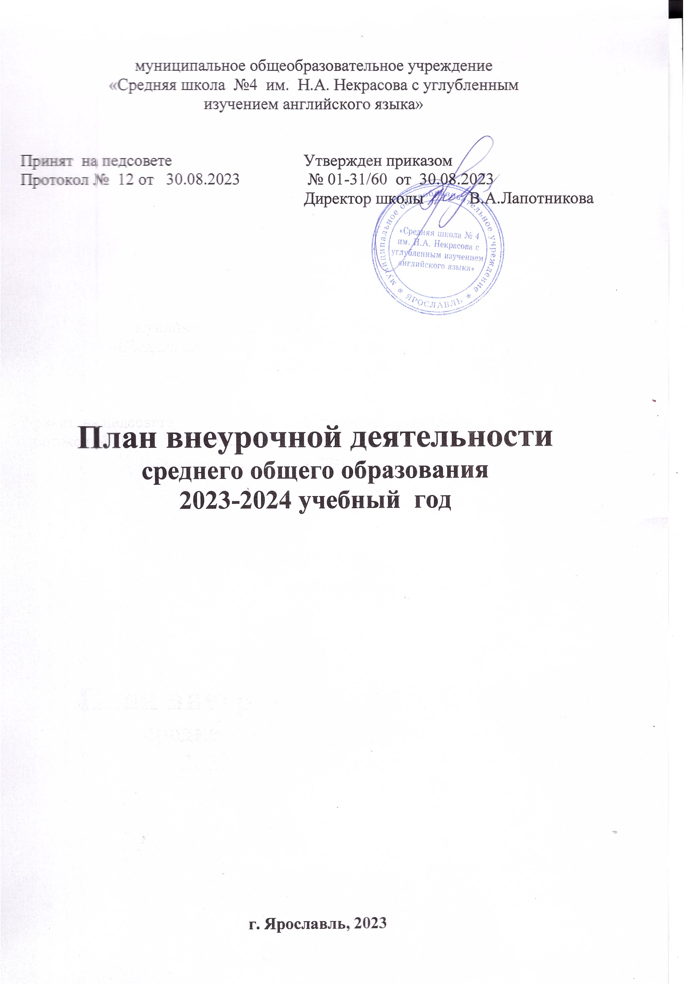 муниципальное общеобразовательное учреждение
«Средняя школа №4 им. Н.А. Некрасова с углубленным
изучением английского языка»
Принят на педсовете
Протокол № 12 от 30.08.2023
Утвержден приказом
№ 01-31/60 от 30.08.2023
Директор школы В.А.Лапотникова
муниципальное общеобразовательное учреждение
«Средняя школа № 4
им. Н.А. Некрасова с
углубленным изучением
английского языка»
* ЯРОСЛАВЛЬ *
План внеурочной деятельности
среднего общего образования
2023-2024 учебный год
г. Ярославль, 2023